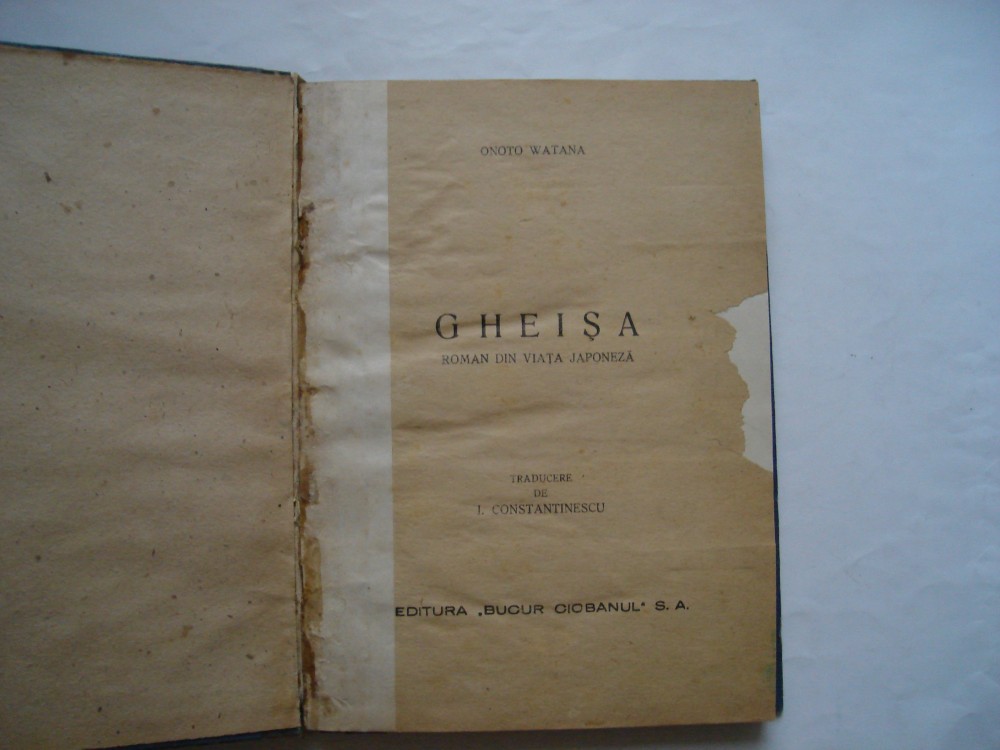 ONOTO WATANA
GHEIŞA
ROMAN DIN VIAŢA JAPONEZĂ
TRADUCERE
DE
I. CONSTANTINESCU
EDITURA „BUCUR CIOBANUL" S. A.